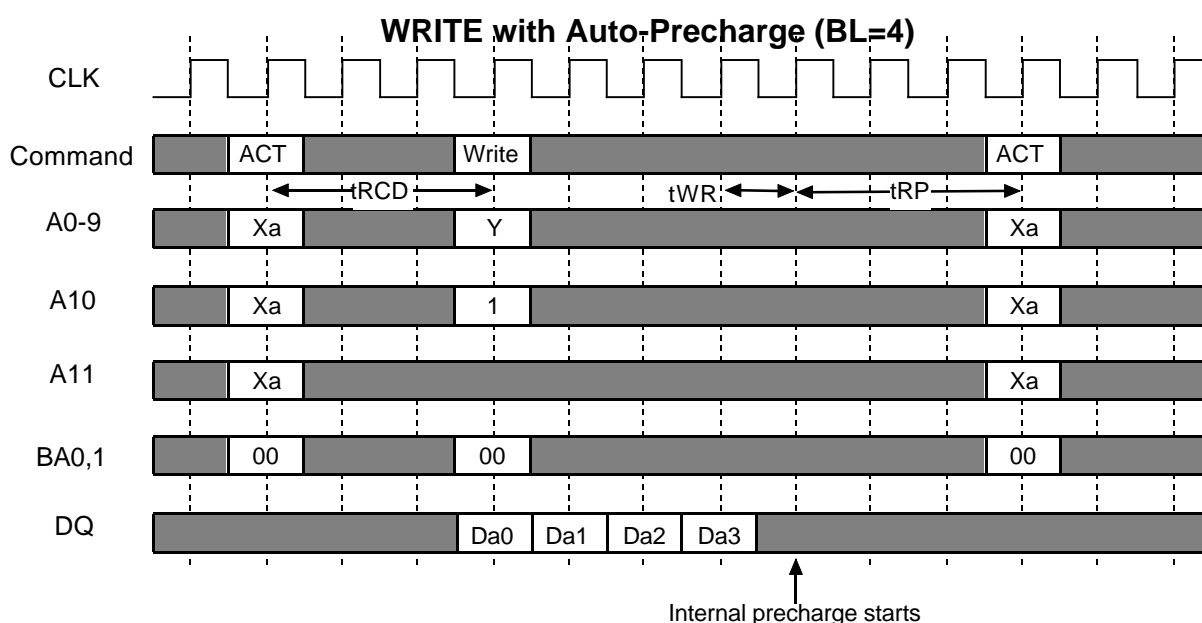 WRITE with Auto-Precharge (BL=4)
CLK
Command ACT Write ACT
tRCD tWR tRP
A0-9 Xa Y Xa
A10 Xa 1 Xa
A11 Xa Xa
BA0,1 00 00 00
DQ Da0 Da1 Da2 Da3
Internal precharge starts